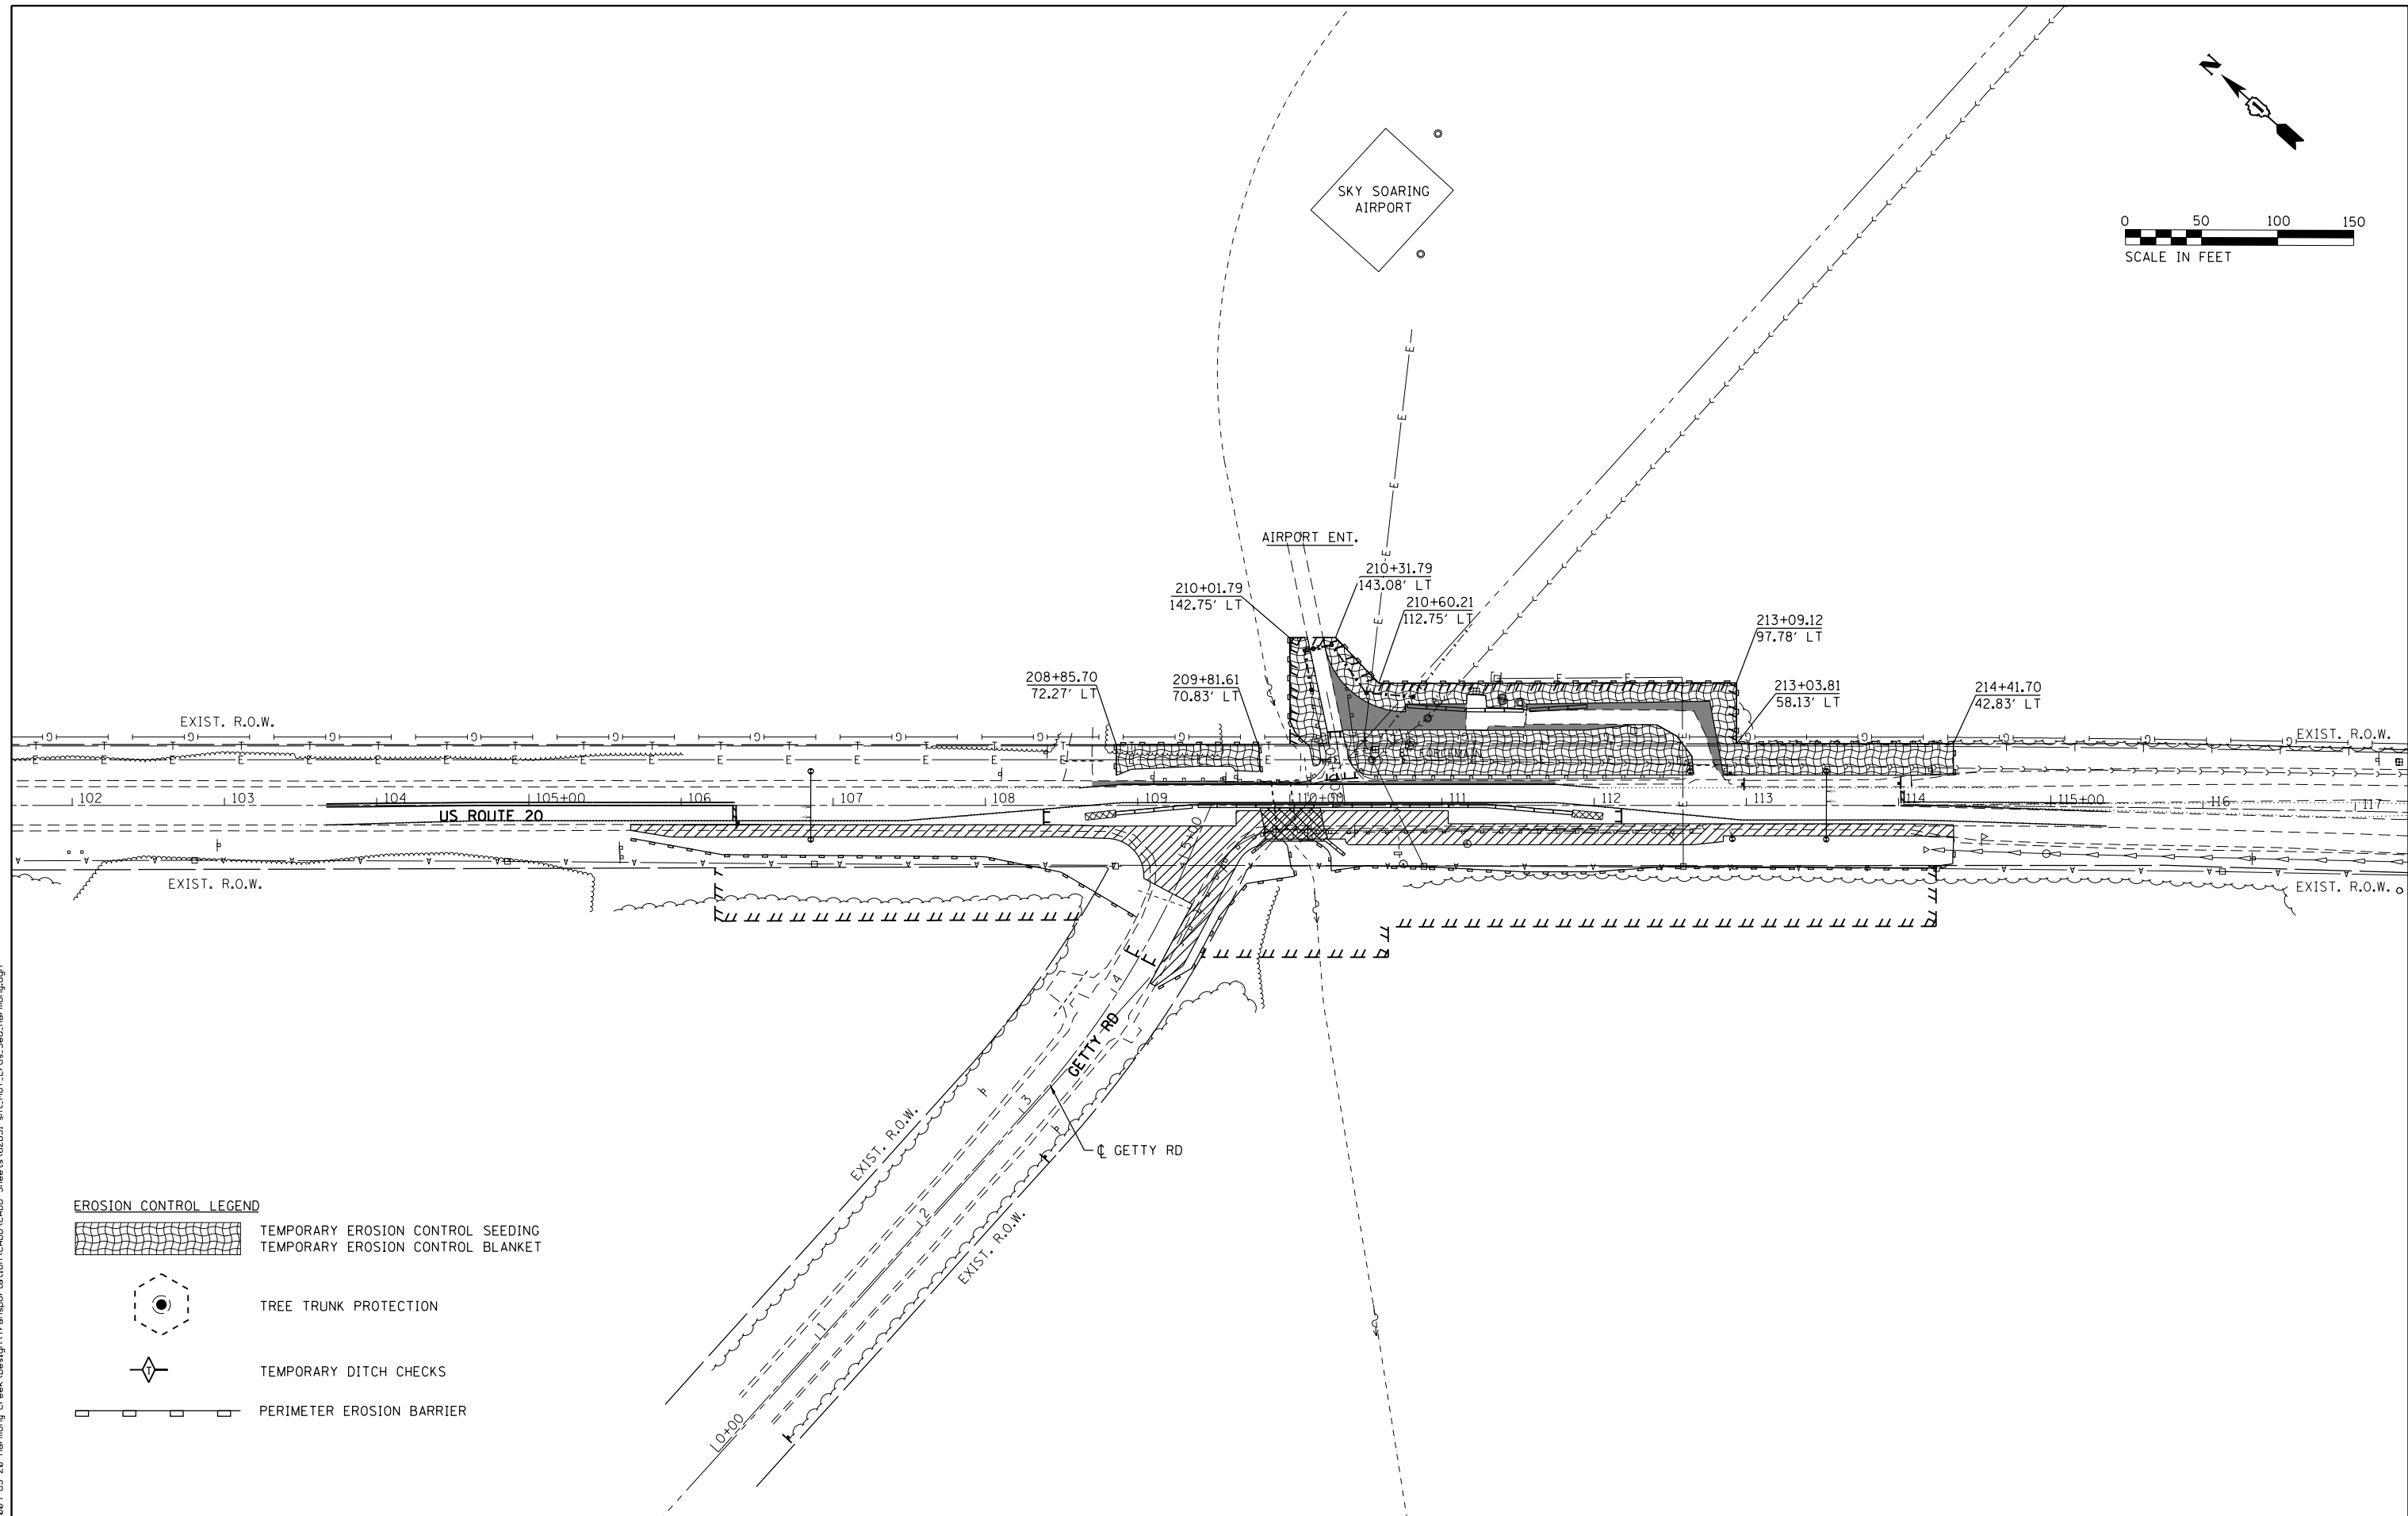 N
0 50 100 150
SCALE IN FEET
SKY SOARING
AIRPORT
AIRPORT ENT.
210+31.79
143.08' LT
210+01.79
142.75' LT
210+60.21
112.75' LT
213+09.12
97.78' LT
208+85.70
72.27' LT
209+81.61
70.83' LT
213+03.81
58.13' LT
214+41.70
42.83' LT
EXIST. R.O.W.
EXIST. R.O.W.
102 103 104 105+00 106 107 108 109 110+00 111 112 113 114 115+00 116 117
US ROUTE 20
EXIST. R.O.W.
EXIST. R.O.W.
5+00
4
GETTY RD
3
EXIST. R.O.W.
℄ GETTY RD
2
EXIST. R.O.W.
1
0+00
EROSION CONTROL LEGEND
TEMPORARY EROSION CONTROL SEEDING
TEMPORARY EROSION CONTROL BLANKET
TREE TRUNK PROTECTION
T
TEMPORARY DITCH CHECKS
PERIMETER EROSION BARRIER